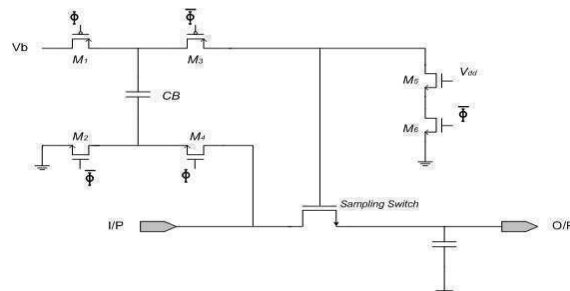 Φ Φ̅
Vb
M1 M3
CB
M5 Vdd
M6 Φ̅
M2 M4
Φ̅ Φ
Sampling Switch
I/P O/P